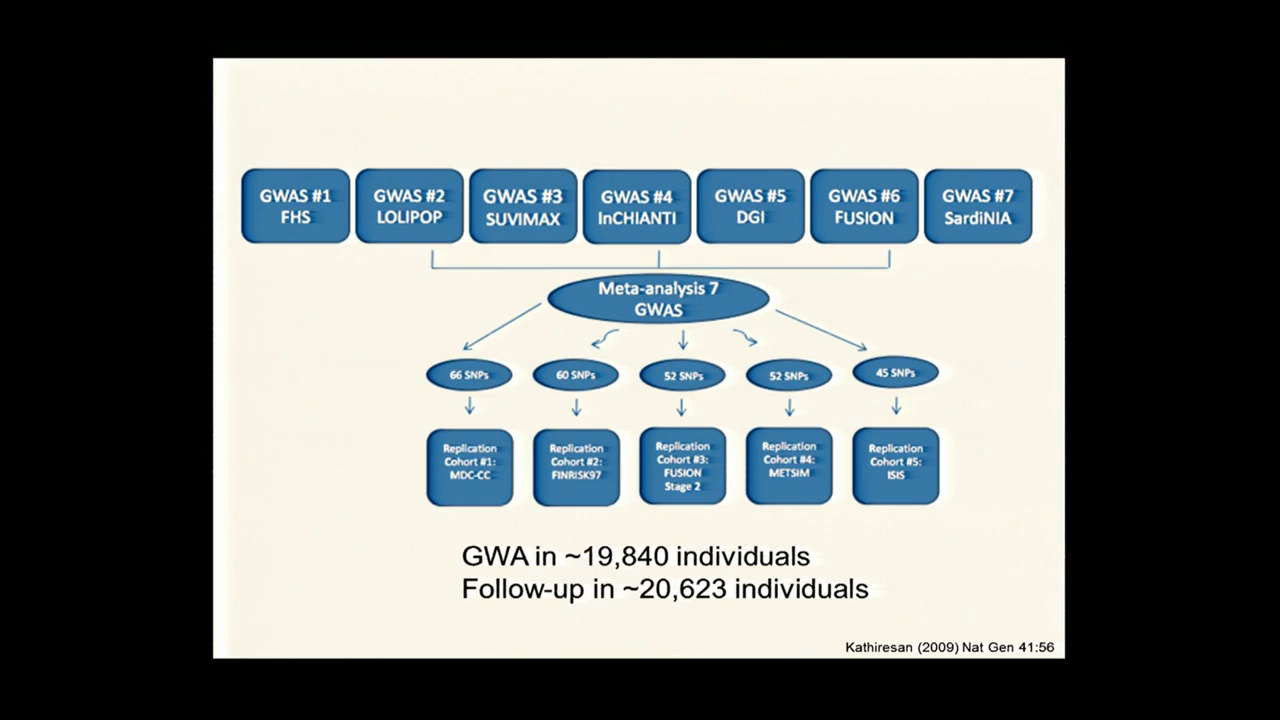 GWAS #1
FHS
GWAS #2
LOLIPOP
GWAS #3
SUVIMAX
GWAS #4
InCHIANTI
GWAS #5
DGI
GWAS #6
FUSION
GWAS #7
SardiNIA
Meta-analysis 7
GWAS
66 SNPs
60 SNPs
52 SNPs
52 SNPs
45 SNPs
Replication
Cohort #1:
MDC-CC
Replication
Cohort #2:
FINRISK97
Replication
Cohort #3:
FUSION
Stage 2
Replication
Cohort #4:
METSIM
Replication
Cohort #5:
ISIS
GWA in ~19,840 individuals
Follow-up in ~20,623 individuals
Kathiresan (2009) Nat Gen 41:56